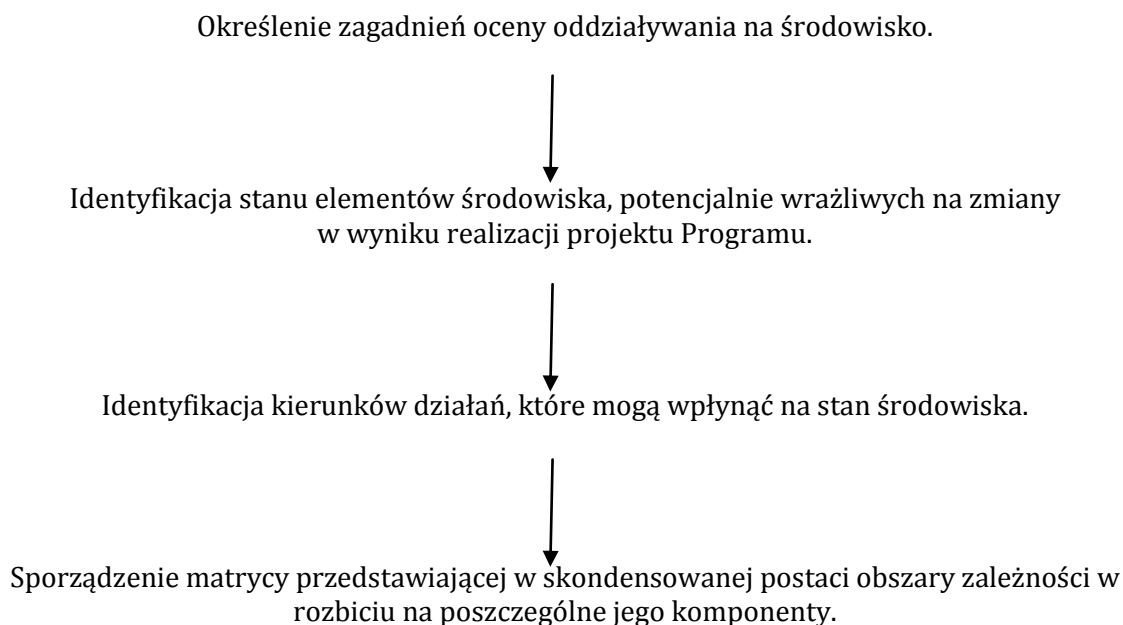 Określenie zagadnień oceny oddziaływania na środowisko.
Identyfikacja stanu elementów środowiska, potencjalnie wrażliwych na zmiany
w wyniku realizacji projektu Programu.
Identyfikacja kierunków działań, które mogą wpłynąć na stan środowiska.
Sporządzenie matrycy przedstawiającej w skondensowanej postaci obszary zależności w
rozbiciu na poszczególne jego komponenty.